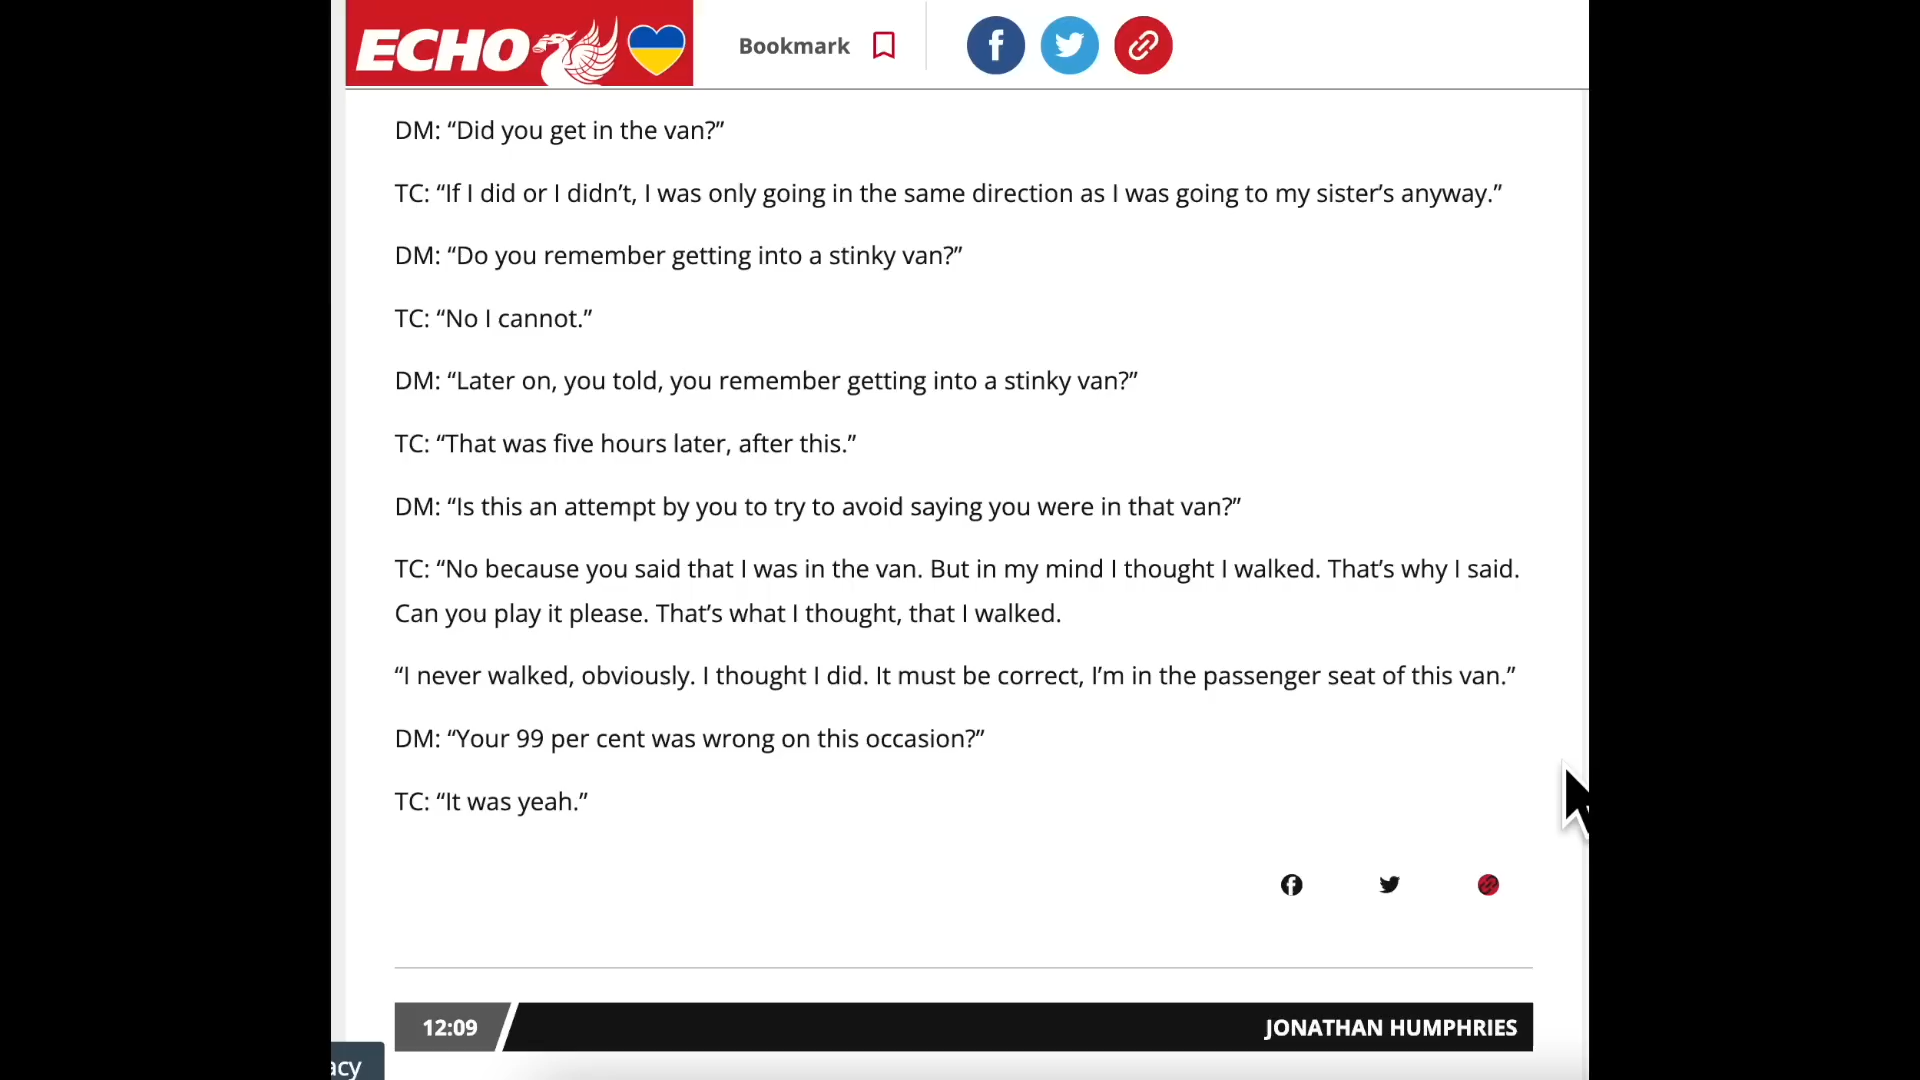 ECHO
Bookmark
DM: “Did you get in the van?”
TC: “If I did or I didn’t, I was only going in the same direction as I was going to my sister’s anyway.”
DM: “Do you remember getting into a stinky van?”
TC: “No I cannot.”
DM: “Later on, you told, you remember getting into a stinky van?”
TC: “That was five hours later, after this.”
DM: “Is this an attempt by you to try to avoid saying you were in that van?”
TC: “No because you said that I was in the van. But in my mind I thought I walked. That’s why I said.
Can you play it please. That’s what I thought, that I walked.
“I never walked, obviously. I thought I did. It must be correct, I’m in the passenger seat of this van.”
DM: “Your 99 per cent was wrong on this occasion?”
TC: “It was yeah.”
12:09
JONATHAN HUMPHRIES
acy